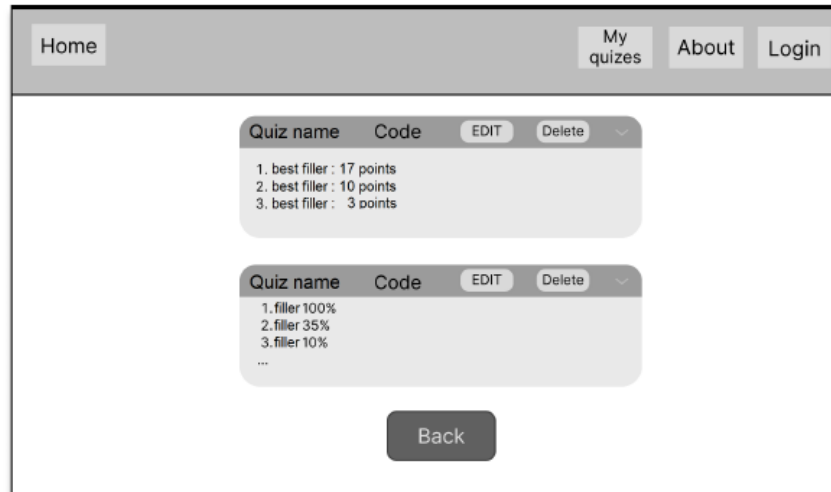 Home
My
quizes
About
Login
Quiz name Code EDIT Delete
1. best filler : 17 points
2. best filler : 10 points
3. best filler : 3 points
Quiz name Code EDIT Delete
1. filler 100%
2. filler 35%
3. filler 10%
...
Back